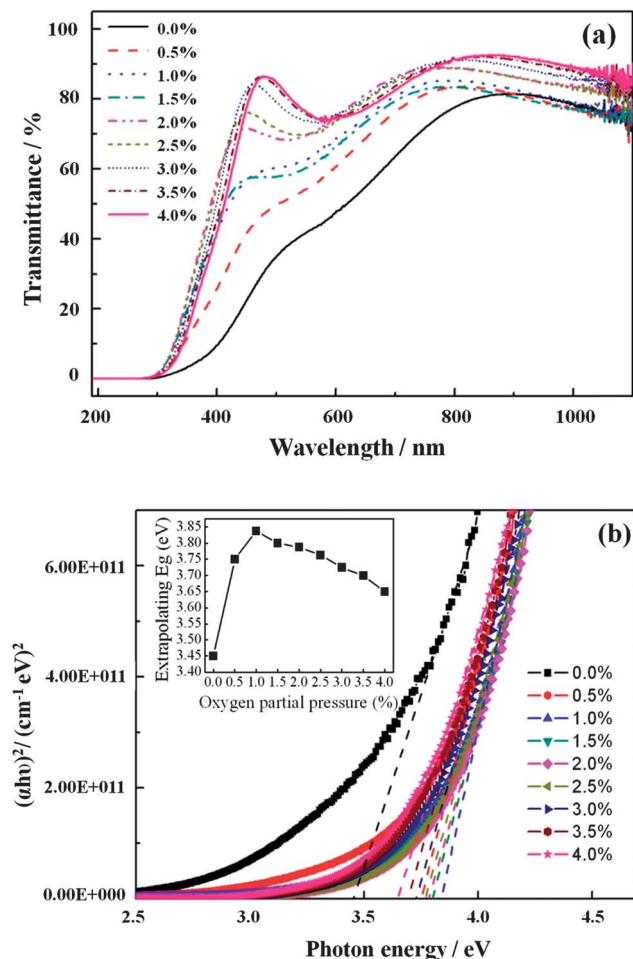 (a)
100
80
60
40
20
0
Transmittance / %
0.0%
0.5%
1.0%
1.5%
2.0%
2.5%
3.0%
3.5%
4.0%
200 400 600 800 1000
Wavelength / nm
(b)
6.00E+011
4.00E+011
2.00E+011
0.00E+000
(αhυ)²/ (cm⁻¹ eV)²
Extrapolating Eg (eV)
3.85
3.80
3.75
3.70
3.65
3.60
3.55
3.50
3.45
3.40
0.0 0.5 1.0 1.5 2.0 2.5 3.0 3.5 4.0
Oxygen partial pressure (%)
0.0%
0.5%
1.0%
1.5%
2.0%
2.5%
3.0%
3.5%
4.0%
2.5 3.0 3.5 4.0 4.5
Photon energy / eV